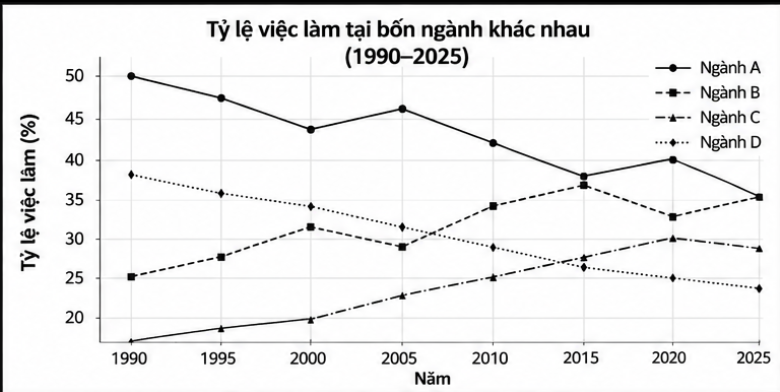 Tỷ lệ việc làm tại bốn ngành khác nhau
(1990–2025)
Ngành A
Ngành B
Ngành C
Ngành D
Tỷ lệ việc lâm (%)
50
45
40
35
30
25
20
1990
1995
2000
2005
2010
2015
2020
2025
Năm